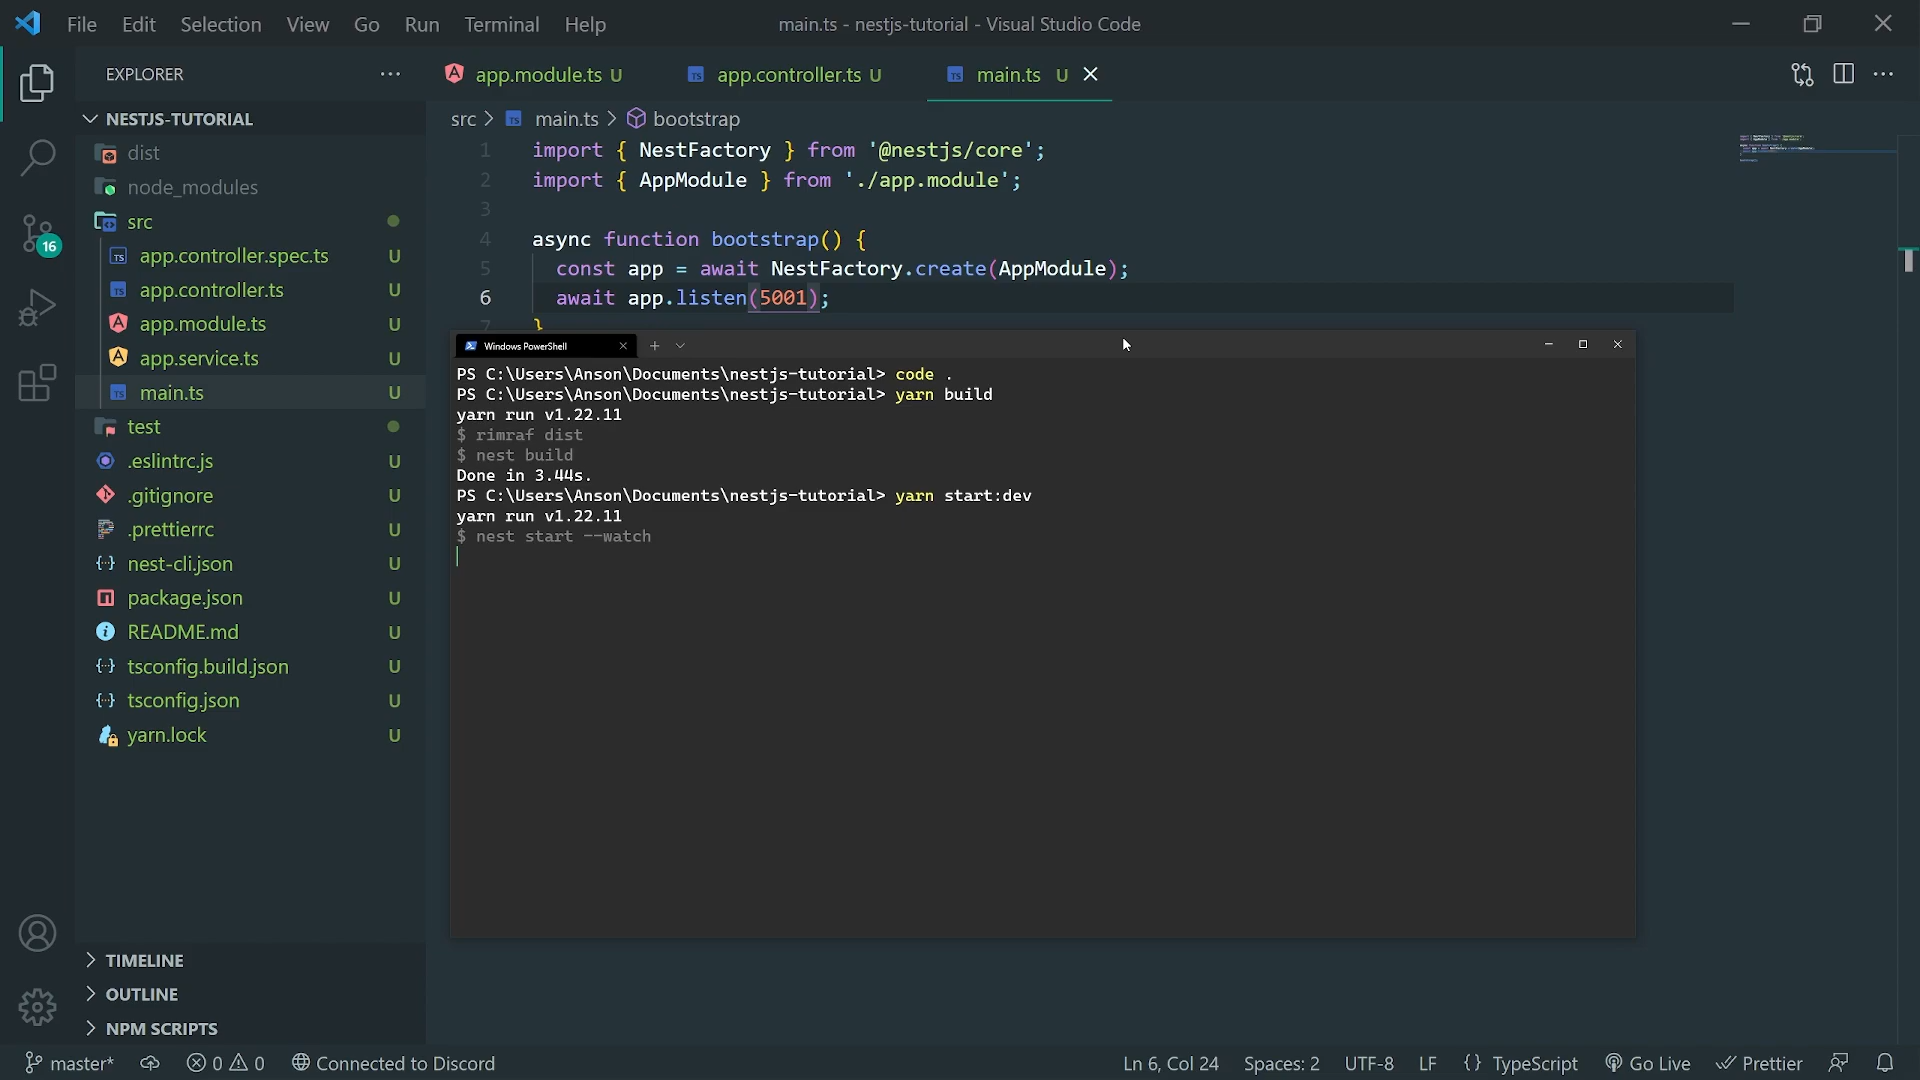 File Edit Selection View Go Run Terminal Help
main.ts - nestjs-tutorial - Visual Studio Code
EXPLORER
NESTJS-TUTORIAL
dist
node_modules
src
app.controller.spec.ts U
app.controller.ts U
app.module.ts U
app.service.ts U
main.ts U
test
.eslintrc.js U
.gitignore U
.prettierrc U
nest-cli.json U
package.json U
README.md U
tsconfig.build.json U
tsconfig.json U
yarn.lock U
TIMELINE
OUTLINE
NPM SCRIPTS
16
app.module.ts U
app.controller.ts U
main.ts U
src > main.ts > bootstrap
1 import { NestFactory } from '@nestjs/core';
2 import { AppModule } from './app.module';
3
4 async function bootstrap() {
5 const app = await NestFactory.create(AppModule);
6 await app.listen(5001);
7 }
Windows PowerShell
PS C:\Users\Anson\Documents\nestjs-tutorial> code .
PS C:\Users\Anson\Documents\nestjs-tutorial> yarn build
yarn run v1.22.11
$ rimraf dist
$ nest build
Done in 3.44s.
PS C:\Users\Anson\Documents\nestjs-tutorial> yarn start:dev
yarn run v1.22.11
$ nest start --watch
master* 0 0 Connected to Discord
Ln 6, Col 24 Spaces: 2 UTF-8 LF {} TypeScript Go Live Prettier